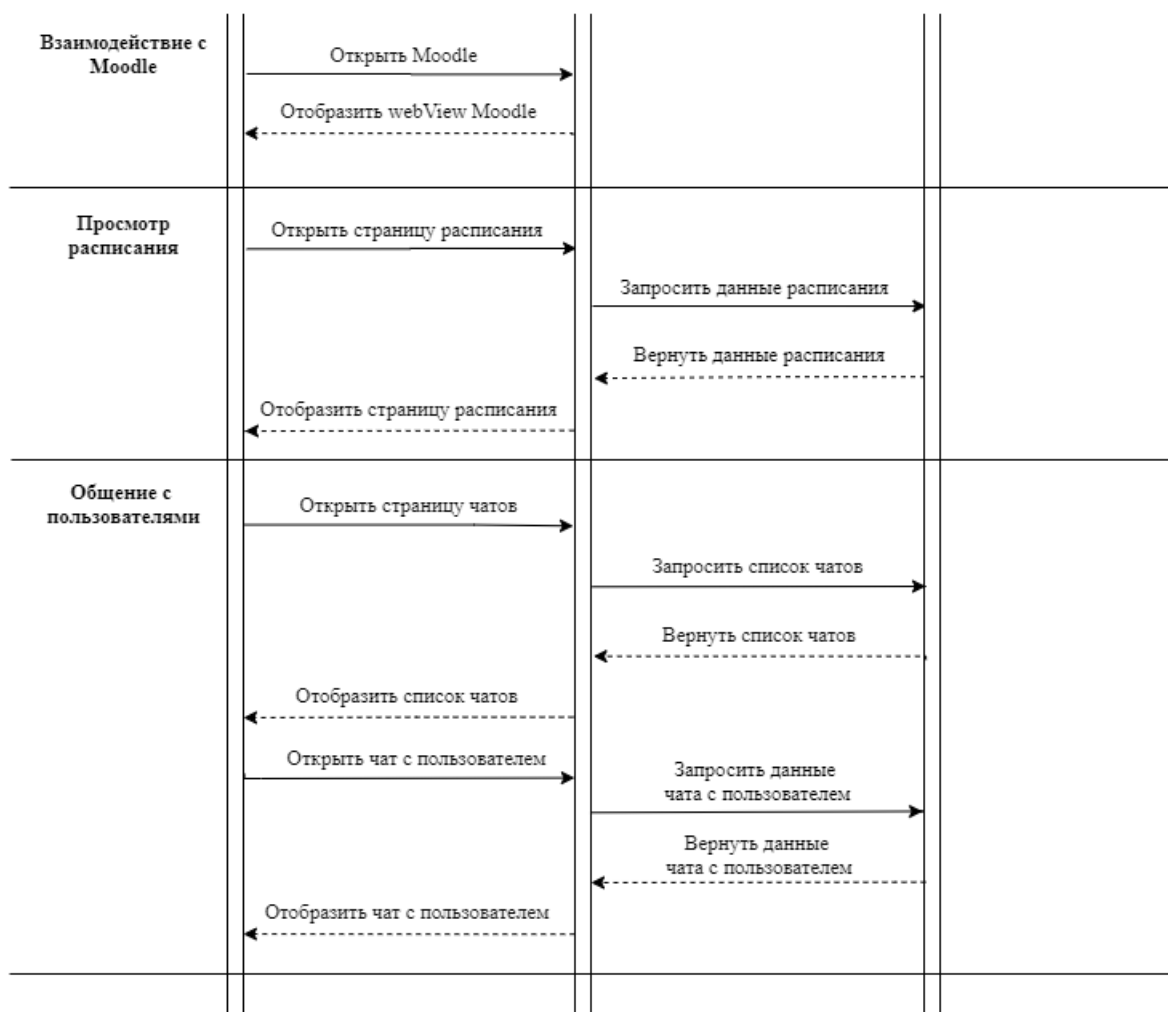 Взаимодействие с
Moodle
Открыть Moodle
Отобразить webView Moodle
Просмотр
расписания
Открыть страницу расписания
Запросить данные расписания
Вернуть данные расписания
Отобразить страницу расписания
Общение с
пользователями
Открыть страницу чатов
Запросить список чатов
Вернуть список чатов
Отобразить список чатов
Открыть чат с пользователем
Запросить данные
чата с пользователем
Вернуть данные
чата с пользователем
Отобразить чат с пользователем